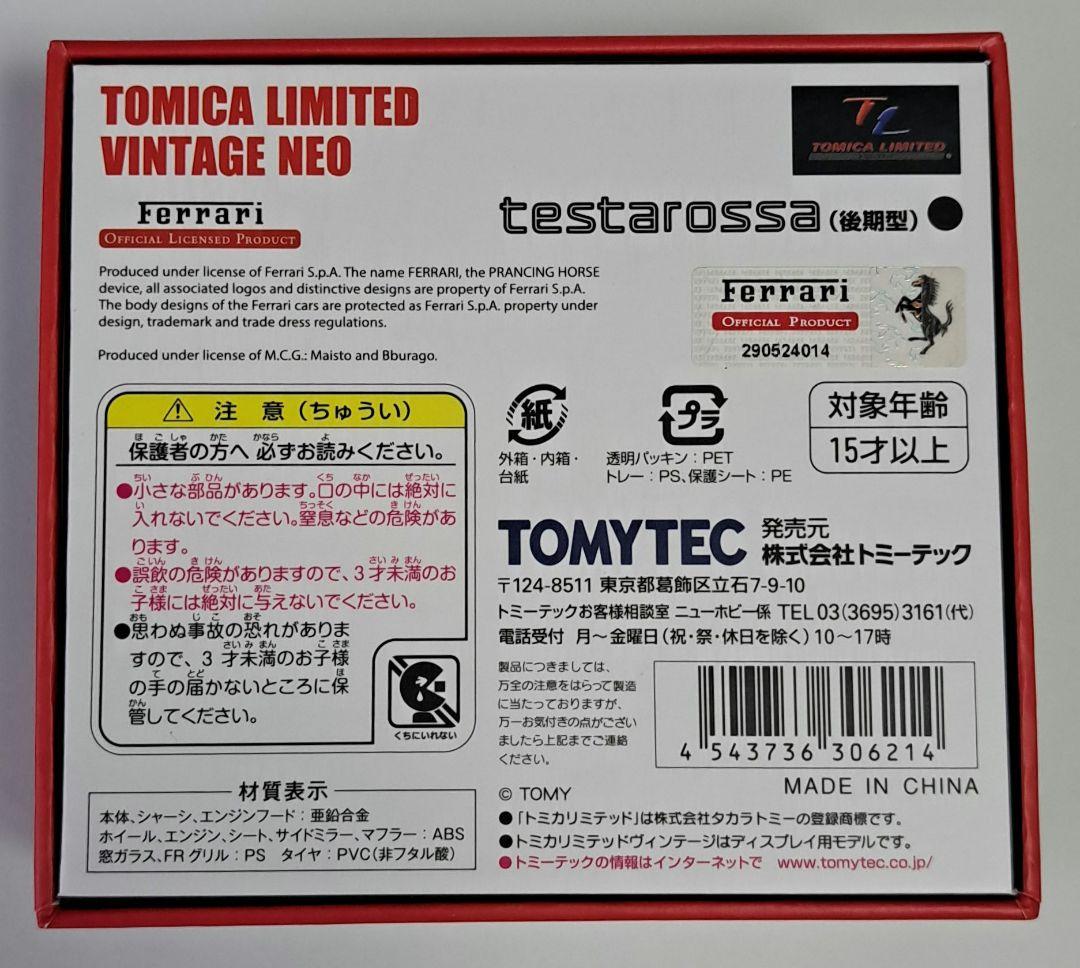 TOMICA LIMITED
VINTAGE NEO
TL
TOMICA LIMITED
Ferrari
OFFICIAL LICENSED PRODUCT
testarossa(後期型)●
Produced under license of Ferrari S.p.A. The name FERRARI, the PRANCING HORSE
device, all associated logos and distinctive designs are property of Ferrari S.p.A.
The body designs of the Ferrari cars are protected as Ferrari S.p.A. property under
design, trademark and trade dress regulations.
Produced under license of M.C.G.: Maisto and Bburago.
Ferrari
OFFICIAL PRODUCT
290524014
⚠ 注 意(ちゅうい)
保護者の方へ 必ずお読みください。
●小さな部品があります。口の中には絶対に
入れないでください。窒息などの危険があ
ります。
●誤飲の危険がありますので、3才未満のお
子様には絶対に与えないでください。
●思わぬ事故の恐れがありま
すので、3 才未満のお子様
の手の届かないところに保
管してください。
くちにいれない
紙
外箱・内箱・
台紙
プラ
透明パッキン:PET
トレー:PS、保護シート:PE
対象年齢
15才以上
TOMYTEC 発売元
株式会社トミーテック
〒124-8511 東京都葛飾区立石7-9-10
トミーテックお客様相談室 ニューホビー係 TEL 03(3695)3161(代)
電話受付 月～金曜日(祝・祭・休日を除く)10～17時
製品につきましては、
万全の注意をはらって製造
に当たっておりますが、
万一お気付きの点がござい
ましたら上記までご連絡
ください。
4 543736 306214
MADE IN CHINA
材質表示
本体、シャーシ、エンジンフード:亜鉛合金
ホイール、エンジン、シート、サイドミラー、マフラー:ABS
窓ガラス、FRグリル:PS タイヤ:PVC(非フタル酸)
© TOMY
●「トミカリミテッド」は株式会社タカラトミーの登録商標です。
●トミカリミテッドヴィンテージはディスプレイ用モデルです。
●トミーテックの情報はインターネットで www.tomytec.co.jp/